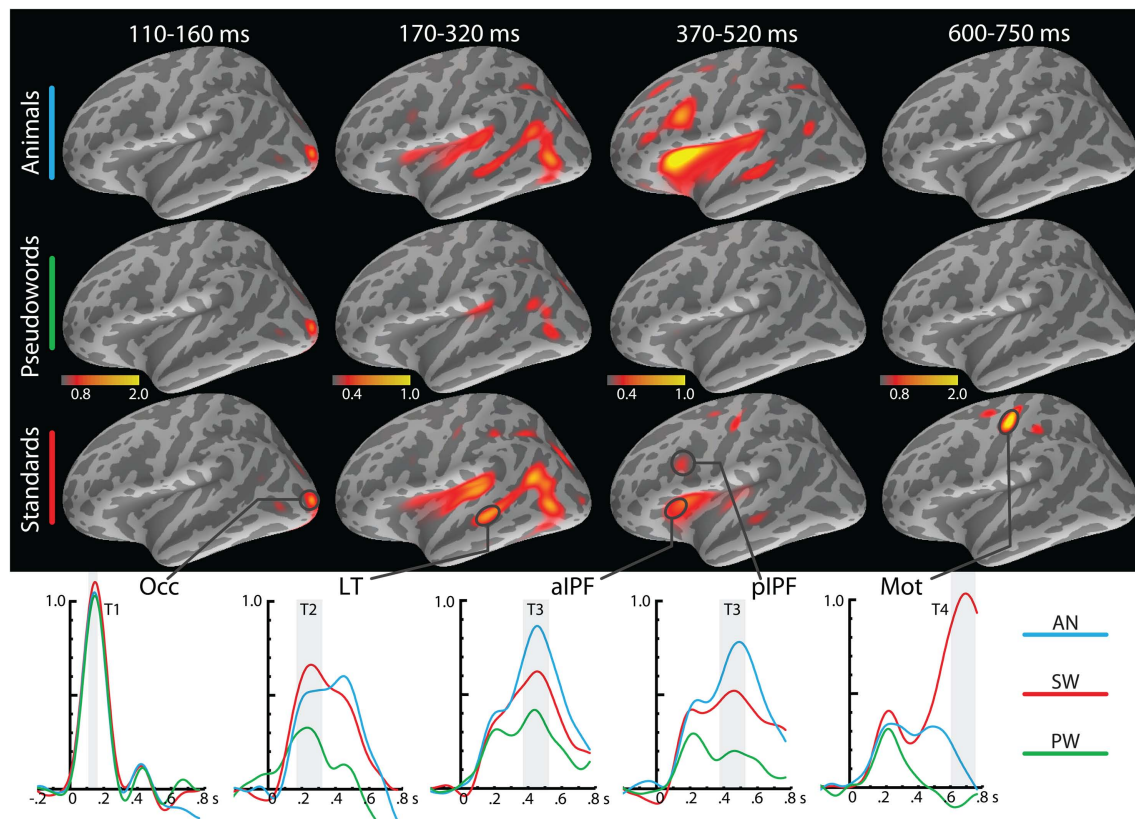 110-160 ms 170-320 ms 370-520 ms 600-750 ms
Animals
Pseudowords
0.8 2.0 0.4 1.0 0.4 1.0 0.8 2.0
Standards
Occ LT aIPF pIPF Mot
1.0 T1 1.0 T2 1.0 T3 1.0 T3 1.0 T4
AN
SW
PW
-.2 0 .2 .4 .6 .8 s 0 .2 .4 .6 .8 s 0 .2 .4 .6 .8 s 0 .2 .4 .6 .8 s 0 .2 .4 .6 .8 s